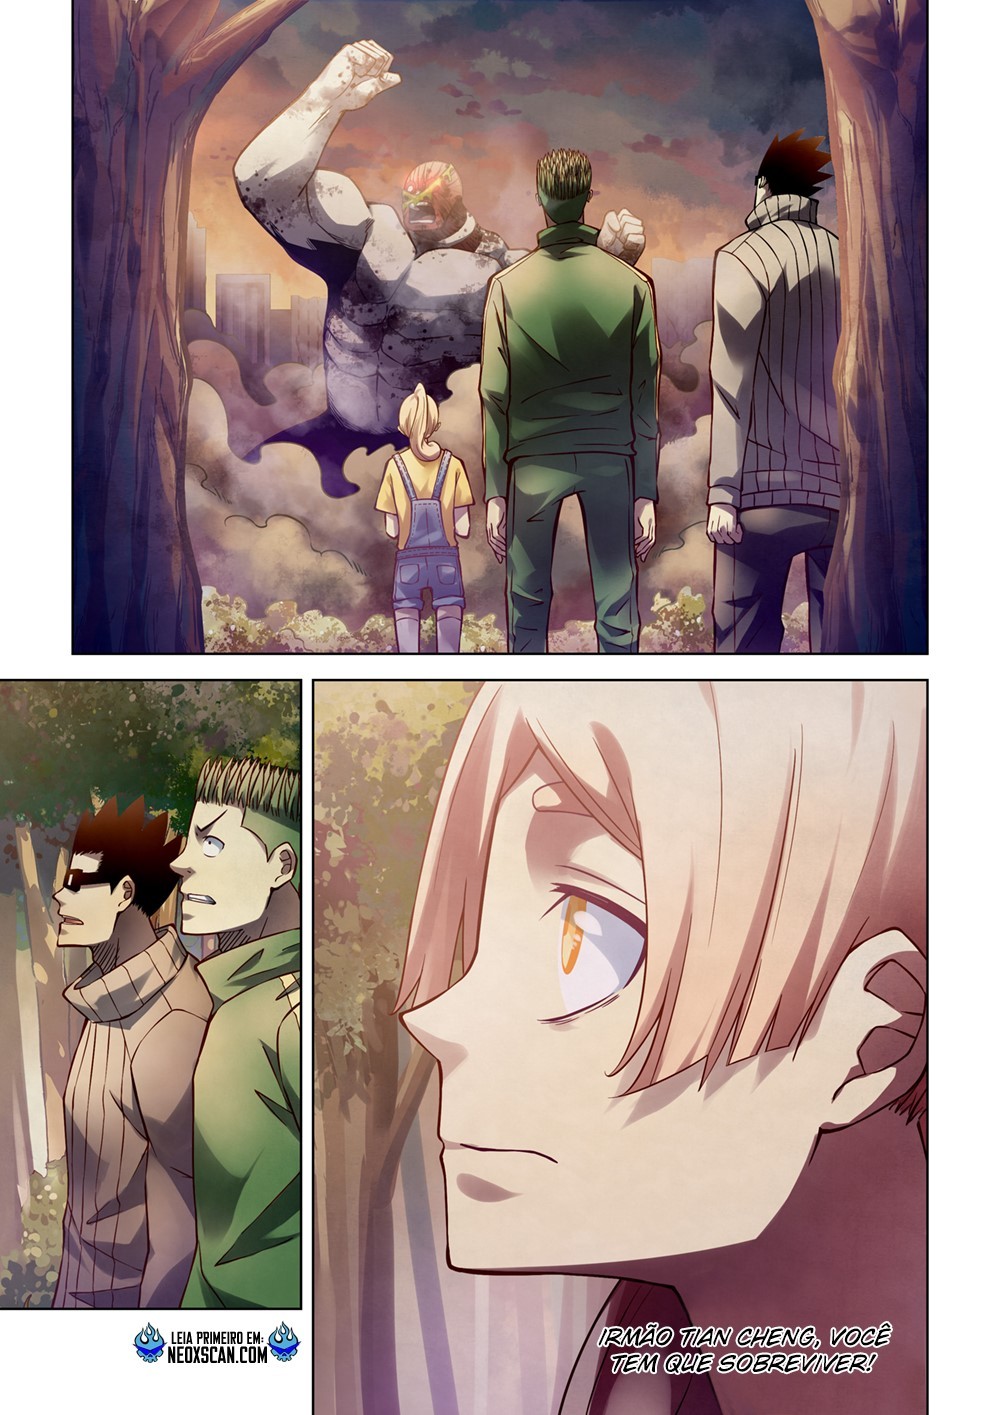 LEIA PRIMEIRO EM:
NEOXSCAN.COM
IRMÃO TIAN CHENG, VOCÊ
TEM QUE SOBREVIVER!